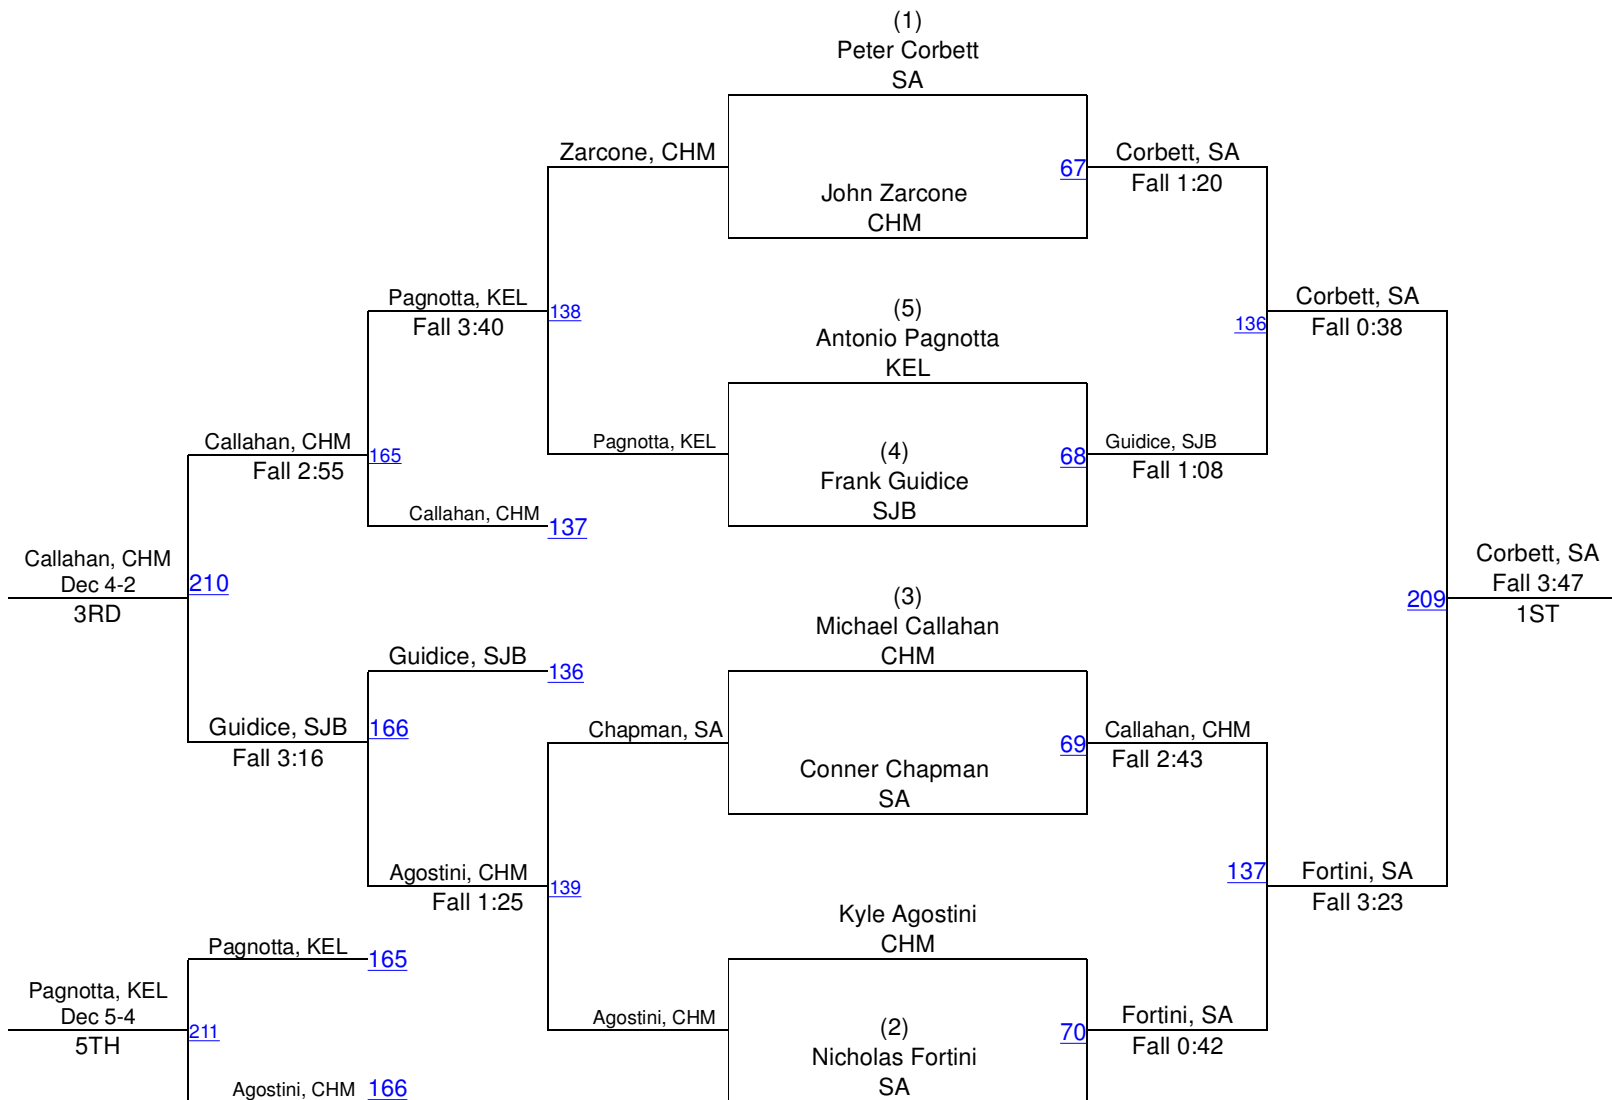 (1)
Peter Corbett
SA
Zarcone, CHM
67
Corbett, SA
Fall 1:20
John Zarcone
CHM
Pagnotta, KEL
Fall 3:40
138
(5)
Antonio Pagnotta
KEL
136
Corbett, SA
Fall 0:38
Callahan, CHM
Fall 2:55
165
Pagnotta, KEL
(4)
Frank Guidice
SJB
68
Guidice, SJB
Fall 1:08
Callahan, CHM
137
Callahan, CHM
Dec 4-2
3RD
210
(3)
Michael Callahan
CHM
209
Corbett, SA
Fall 3:47
1ST
Guidice, SJB
136
Guidice, SJB
Fall 3:16
166
Chapman, SA
69
Callahan, CHM
Fall 2:43
Conner Chapman
SA
Agostini, CHM
Fall 1:25
139
137
Fortini, SA
Fall 3:23
Kyle Agostini
CHM
Pagnotta, KEL
165
Pagnotta, KEL
Dec 5-4
5TH
211
Agostini, CHM
(2)
Nicholas Fortini
SA
70
Fortini, SA
Fall 0:42
Agostini, CHM
166